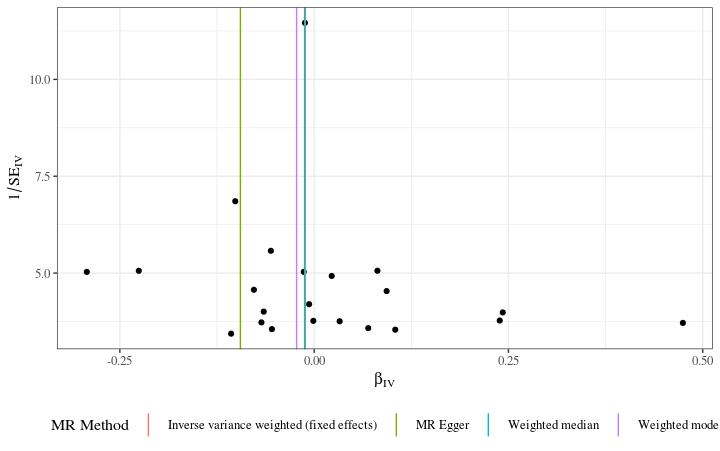 10.0
7.5
5.0
1/SE_IV
-0.25 0.00 0.25 0.50
β_IV
MR Method Inverse variance weighted (fixed effects) MR Egger Weighted median Weighted mode